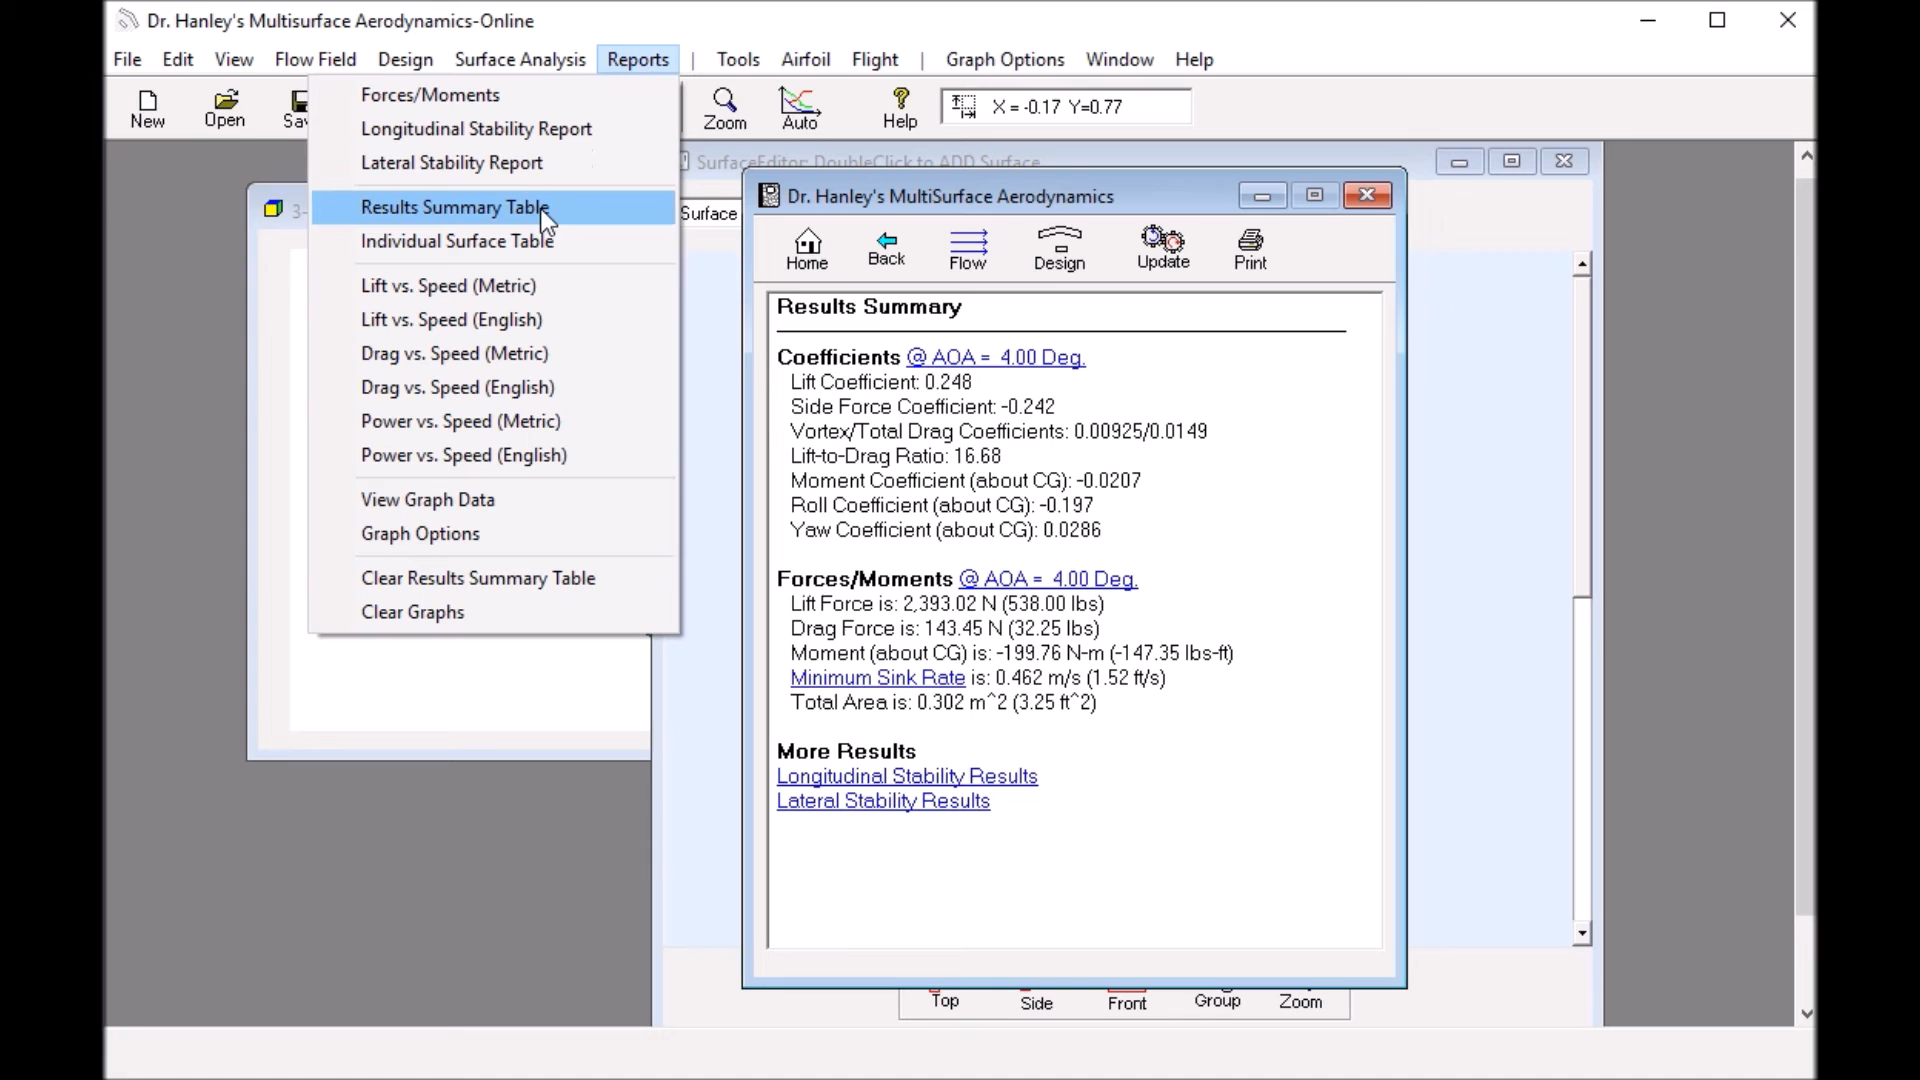 Dr. Hanley's Multisurface Aerodynamics-Online
File Edit View Flow Field Design Surface Analysis Reports | Tools Airfoil Flight | Graph Options Window Help
New Open Sav Zoom Auto Help X = -0.17 Y=0.77
Forces/Moments
Longitudinal Stability Report
Lateral Stability Report
Results Summary Table
Individual Surface Table
Lift vs. Speed (Metric)
Lift vs. Speed (English)
Drag vs. Speed (Metric)
Drag vs. Speed (English)
Power vs. Speed (Metric)
Power vs. Speed (English)
View Graph Data
Graph Options
Clear Results Summary Table
Clear Graphs
3-
SurfaceEditor: DoubleClick to ADD Surface
Surface
Dr. Hanley's MultiSurface Aerodynamics
Home Back Flow Design Update Print
Results Summary
Coefficients @ AOA = 4.00 Deg.
Lift Coefficient: 0.248
Side Force Coefficient: -0.242
Vortex/Total Drag Coefficients: 0.00925/0.0149
Lift-to-Drag Ratio: 16.68
Moment Coefficient (about CG): -0.0207
Roll Coefficient (about CG): -0.197
Yaw Coefficient (about CG): 0.0286
Forces/Moments @ AOA = 4.00 Deg.
Lift Force is: 2,393.02 N (538.00 lbs)
Drag Force is: 143.45 N (32.25 lbs)
Moment (about CG) is: -199.76 N-m (-147.35 lbs-ft)
Minimum Sink Rate is: 0.462 m/s (1.52 ft/s)
Total Area is: 0.302 m^2 (3.25 ft^2)
More Results
Longitudinal Stability Results
Lateral Stability Results
Top Side Front Group Zoom